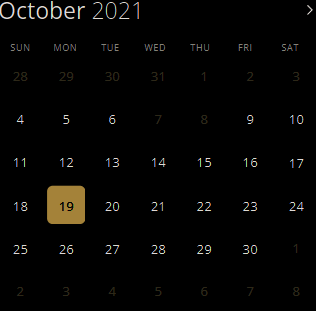 October 2021 >
SUN MON TUE WED THU FRI SAT
28 29 30 31 1 2 3
4 5 6 7 8 9 10
11 12 13 14 15 16 17
18 19 20 21 22 23 24
25 26 27 28 29 30 1
2 3 4 5 6 7 8